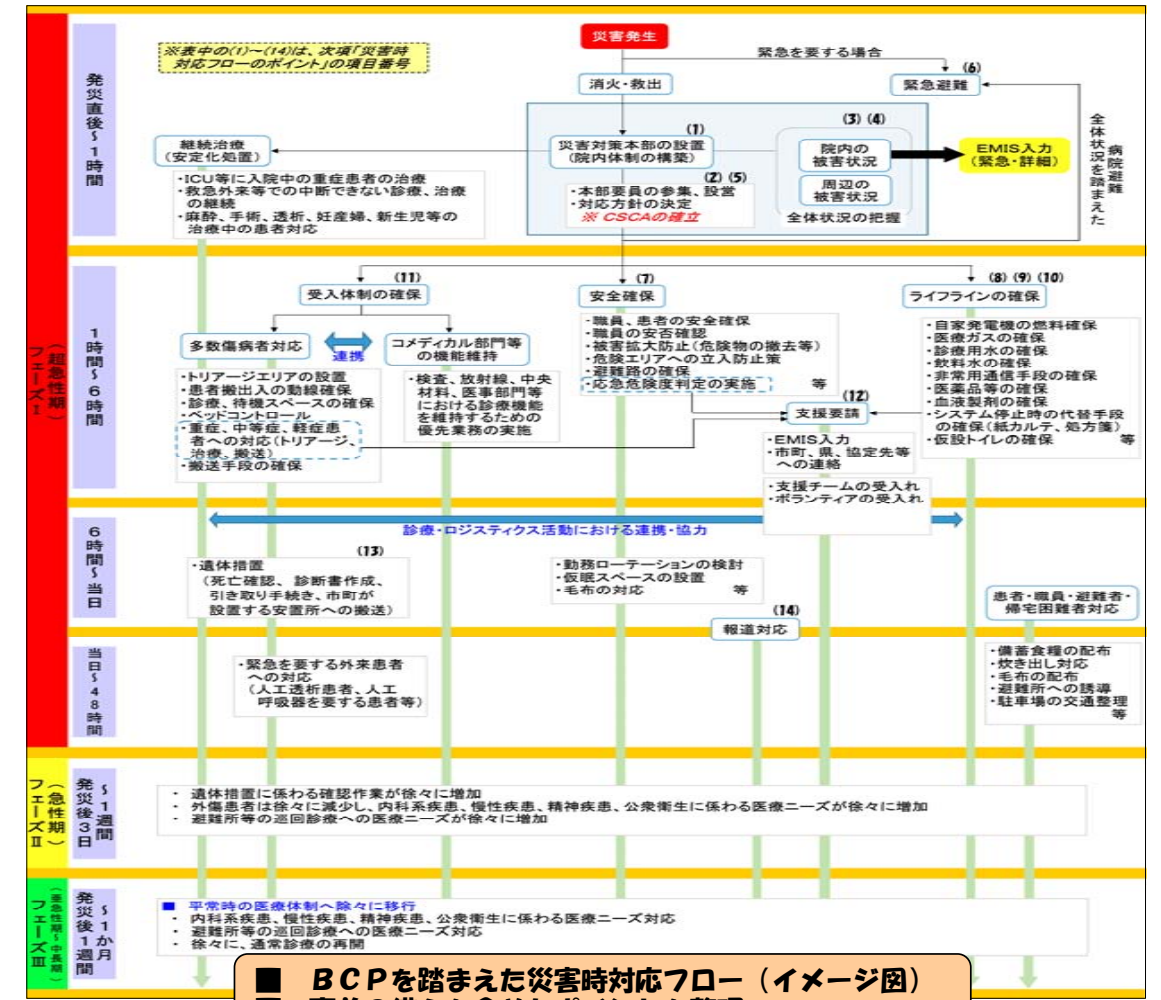 災害発生
※表中の(1)～(14)は、次項「災害時
対応フローのポイント」の項目番号
緊急を要する場合
(6)
消火・救出
緊急避難
発災直後～1時間
(1)
(3) (4)
継続治療
(安定化処置)
災害対策本部の設置
(院内体制の構築)
院内の
被害状況
EMIS入力
(緊急・詳細)
全体状況を踏まえた
病院避難
・ICU等に入院中の重症患者の治療
・救急外来等での中断できない診療、治療
の継続
・麻酔、手術、透析、妊産婦、新生児等の
治療中の患者対応
(2) (5)
・本部要員の参集、設営
・対応方針の決定
※ CSCAの確立
周辺の
被害状況
全体状況の把握
(超急性期)
フェーズⅠ
1時間～6時間
(11)
受入体制の確保
(7)
安全確保
(8) (9) (10)
ライフラインの確保
多数傷病者対応
連携
コメディカル部門等
の機能維持
・トリアージエリアの設置
・患者搬出入の動線確保
・診療、待機スペースの確保
・ベッドコントロール
・重症、中等症、軽症患
者への対応(トリアージ、
治療、搬送)
・搬送手段の確保
・検査、放射線、中央
材料、医事部門等
における診療機能
を維持するための
優先業務の実施
・職員、患者の安全確保
・職員の安否確認
・被害拡大防止(危険物の撤去等)
・危険エリアへの立入防止策
・避難路の確保
・応急危険度判定の実施 等
・自家発電機の燃料確保
・医療ガスの確保
・診療用水の確保
・飲料水の確保
・非常用通信手段の確保
・医薬品等の確保
・血液製剤の確保
・システム停止時の代替手段
の確保(紙カルテ、処方箋)
・仮設トイレの確保 等
(12)
支援要請
・EMIS入力
・市町、県、協定先等
への連絡
・支援チームの受入れ
・ボランティアの受入れ
6時間～当日
診療・ロジスティクス活動における連携・協力
(13)
・遺体措置
(死亡確認、診断書作成、
引き取り手続き、市町が
設置する安置所への搬送)
・勤務ローテーションの検討
・仮眠スペースの設置
・毛布の対応 等
(14)
報道対応
患者・職員・避難者・
帰宅困難者対応
当日～48時間
・緊急を要する外来患者
への対応
(人工透析患者、人工
呼吸器を要する患者等)
・備蓄食糧の配布
・炊き出し対応
・毛布の配布
・避難所への誘導
・駐車場の交通整理
等
(急性期)
フェーズⅡ
発災後3日
～1週間
・ 遺体措置に係わる確認作業が徐々に増加
・ 外傷患者は徐々に減少し、内科系疾患、慢性疾患、精神疾患、公衆衛生に係わる医療ニーズが徐々に増加
・ 避難所等の巡回診療への医療ニーズが徐々に増加
(亜急性期～中長期)
フェーズⅢ
発災後1週間
～1か月
■ 平常時の医療体制へ除々に移行
・ 内科系疾患、慢性疾患、精神疾患、公衆衛生に係わる医療ニーズ対応
・ 避難所等の巡回診療への医療ニーズ対応
・ 徐々に、通常診療の再開
■ BCPを踏まえた災害時対応フロー(イメージ図)